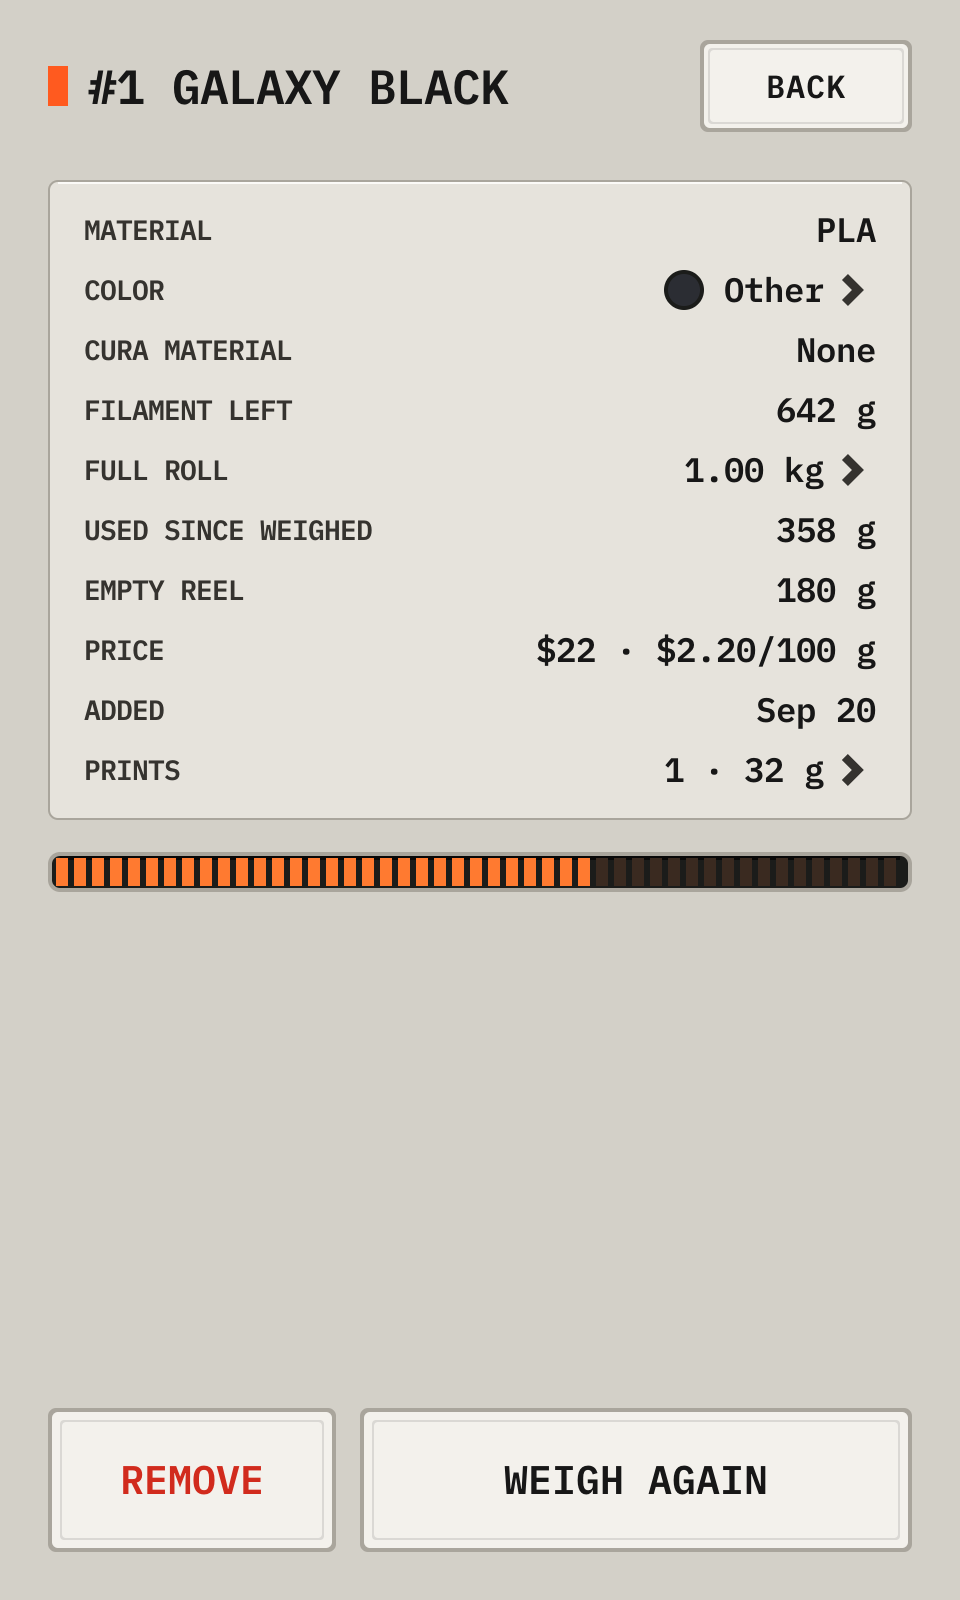 #1 GALAXY BLACK
BACK
MATERIAL PLA
COLOR Other
CURA MATERIAL None
FILAMENT LEFT 642 g
FULL ROLL 1.00 kg
USED SINCE WEIGHED 358 g
EMPTY REEL 180 g
PRICE $22 · $2.20/100 g
ADDED Sep 20
PRINTS 1 · 32 g
REMOVE
WEIGH AGAIN